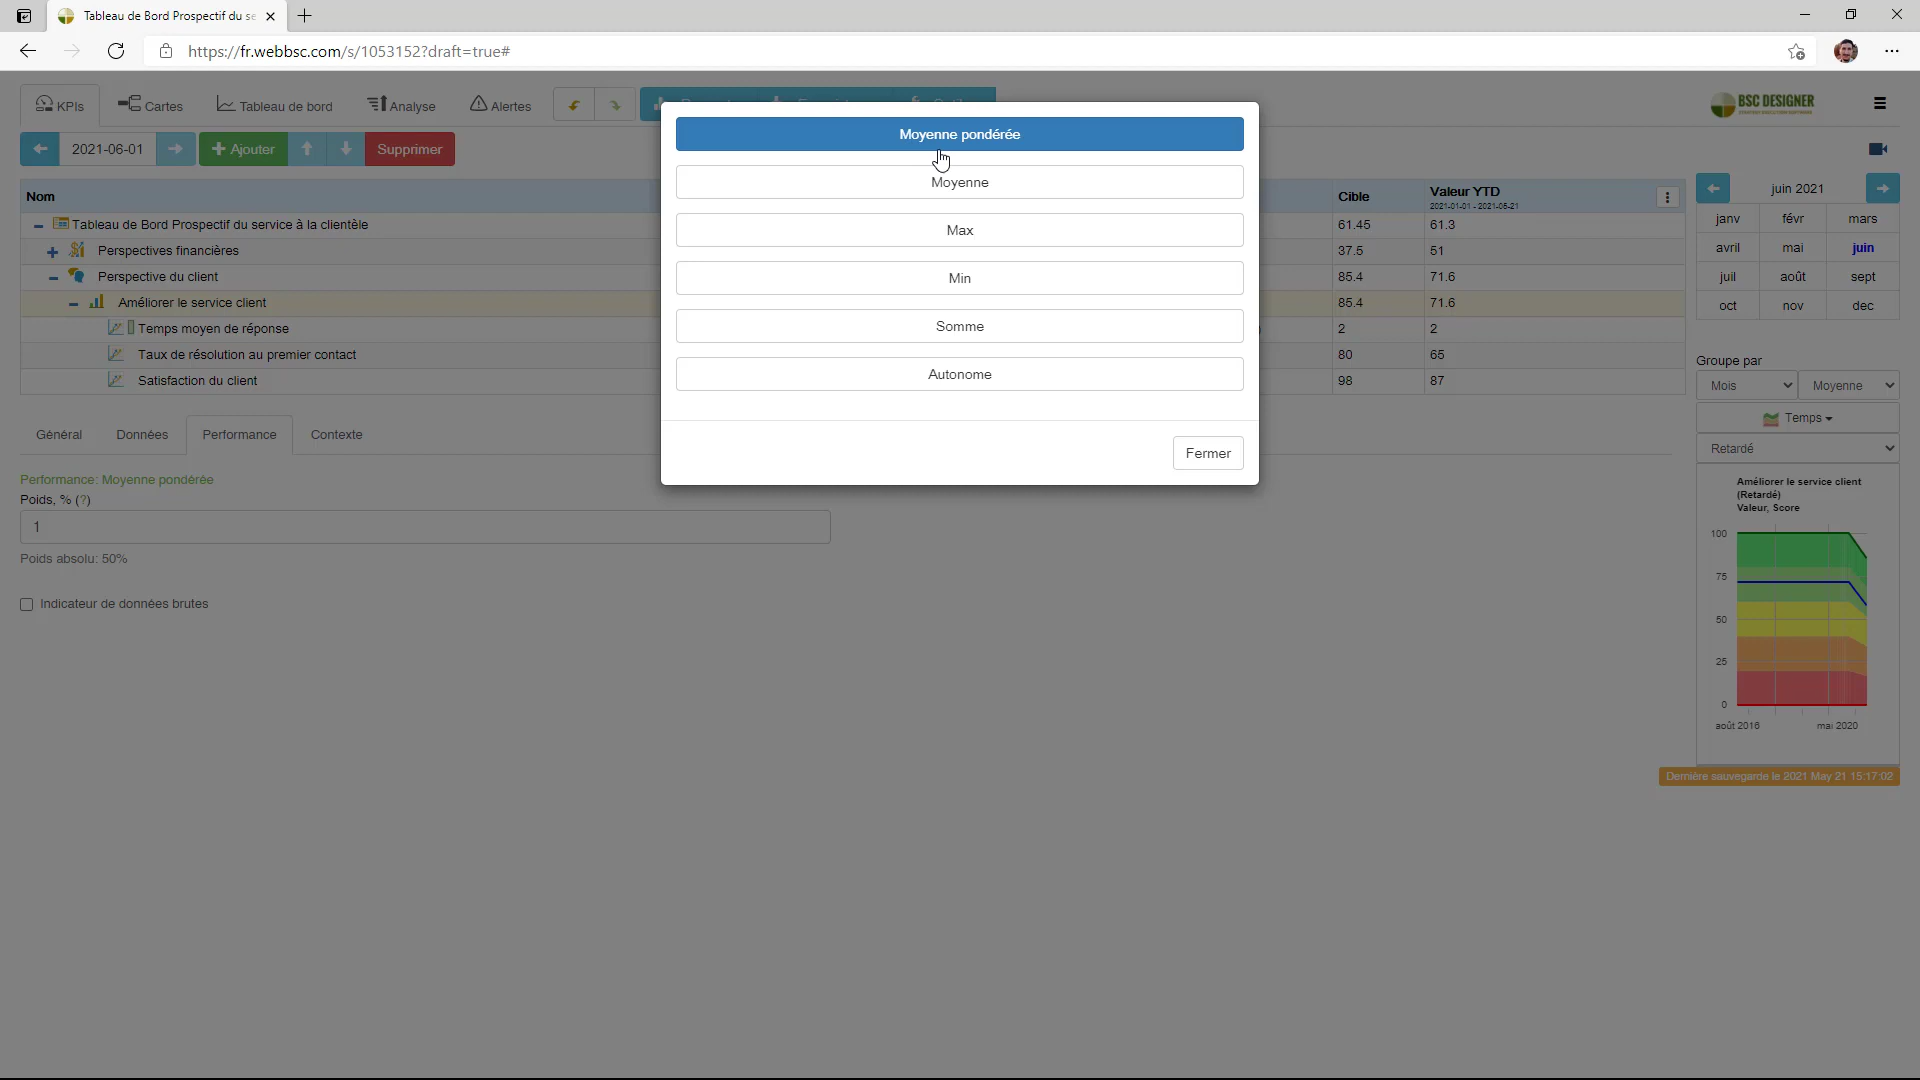 Tableau de Bord Prospectif du se
https://fr.webbsc.com/s/1053152?draft=true#
KPIs Cartes Tableau de bord Analyse Alertes
BSC DESIGNER
2021-06-01 Ajouter Supprimer
Moyenne pondérée
Moyenne
Max
Min
Somme
Autonome
Fermer
Nom Cible Valeur YTD
2021-01-01 - 2021-06-21
Tableau de Bord Prospectif du service à la clientèle 61.45 61.3
Perspectives financières 37.5 51
Perspective du client 85.4 71.6
Améliorer le service client 85.4 71.6
Temps moyen de réponse 2 2
Taux de résolution au premier contact 80 65
Satisfaction du client 98 87
Général Données Performance Contexte
Performance: Moyenne pondérée
Poids, % (?)
1
Poids absolu: 50%
Indicateur de données brutes
juin 2021
janv févr mars
avril mai juin
juil août sept
oct nov dec
Groupe par
Mois Moyenne
Temps
Retardé
Améliorer le service client
(Retardé)
Valeur, Score
100
75
50
25
0
août 2016 mai 2020
Dernière sauvegarde le 2021 May 21 15:17:02